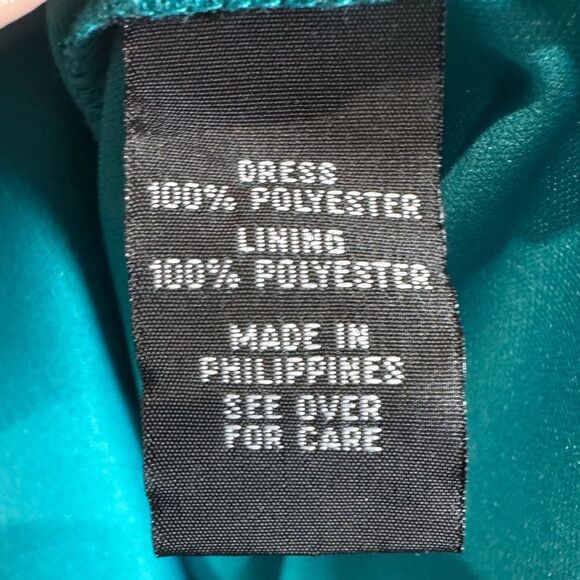 DRESS
100% POLYESTER
LINING
100% POLYESTER
MADE IN
PHILIPPINES
SEE OVER
FOR CARE